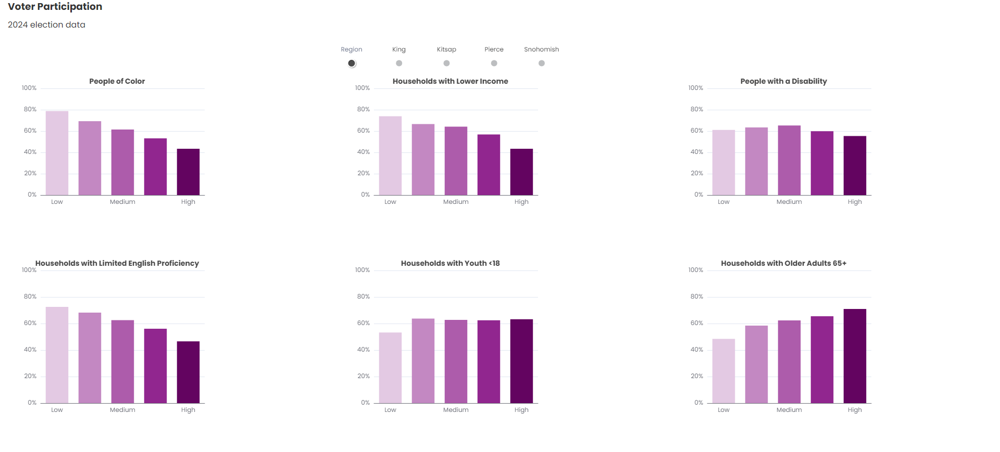 Voter Participation
2024 election data
Region King Kitsap Pierce Snohomish
People of Color
100%
80%
60%
40%
20%
0%
Low Medium High
Households with Lower Income
100%
80%
60%
40%
20%
0%
Low Medium High
People with a Disability
100%
80%
60%
40%
20%
0%
Low Medium High
Households with Limited English Proficiency
100%
80%
60%
40%
20%
0%
Low Medium High
Households with Youth <18
100%
80%
60%
40%
20%
0%
Low Medium High
Households with Older Adults 65+
100%
80%
60%
40%
20%
0%
Low Medium High